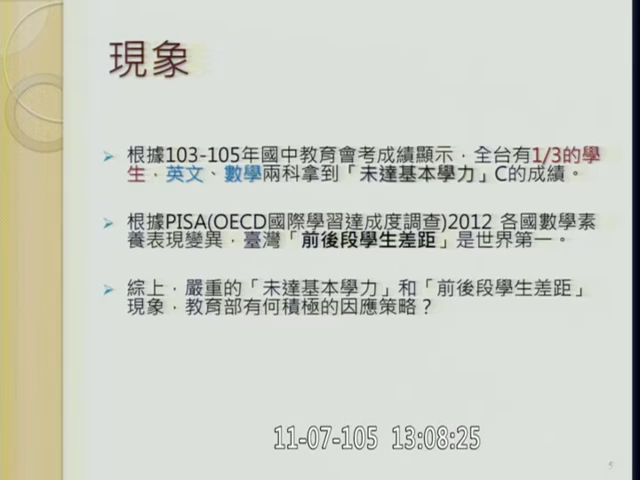 現象
根據103-105年國中教育會考成績顯示，全台有1/3的學
生，英文、數學兩科拿到「未達基本學力」C的成績。
根據PISA(OECD國際學習達成度調查)2012 各國數學素
養表現變異，臺灣「前後段學生差距」是世界第一。
綜上，嚴重的「未達基本學力」和「前後段學生差距」
現象，教育部有何積極的因應策略？
11-07-105 13:08:25
5